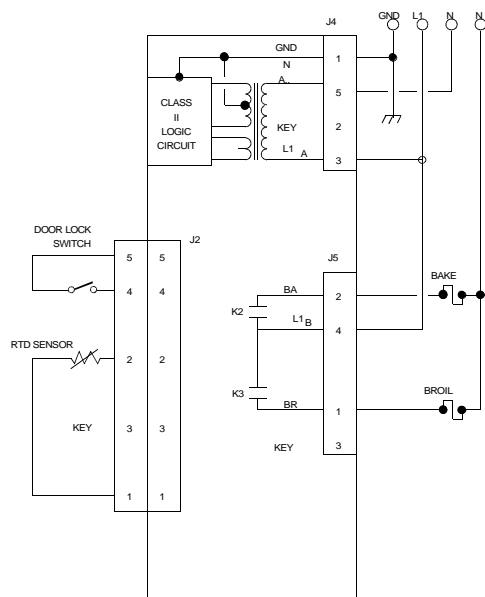 J4
GND L1 N N
GND
1
N
A..
5
CLASS
II
LOGIC
CIRCUIT
KEY
2
L1
A
3
DOOR LOCK
SWITCH
J2
5 5
4 4
RTD SENSOR
2 2
KEY
3 3
1 1
J5
BA
2
BAKE
K2
L1 B
4
K3
BROIL
BR
1
KEY
3